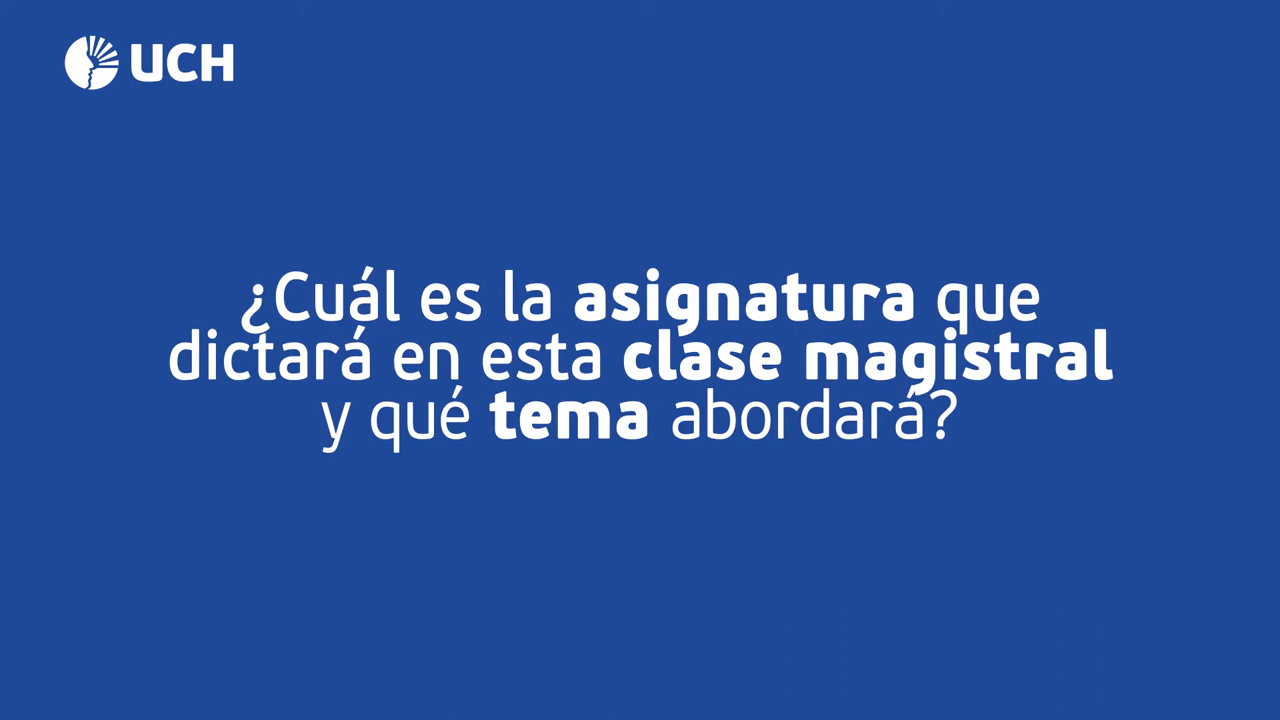 UCH
¿Cuál es la asignatura que
dictará en esta clase magistral
y qué tema abordará?